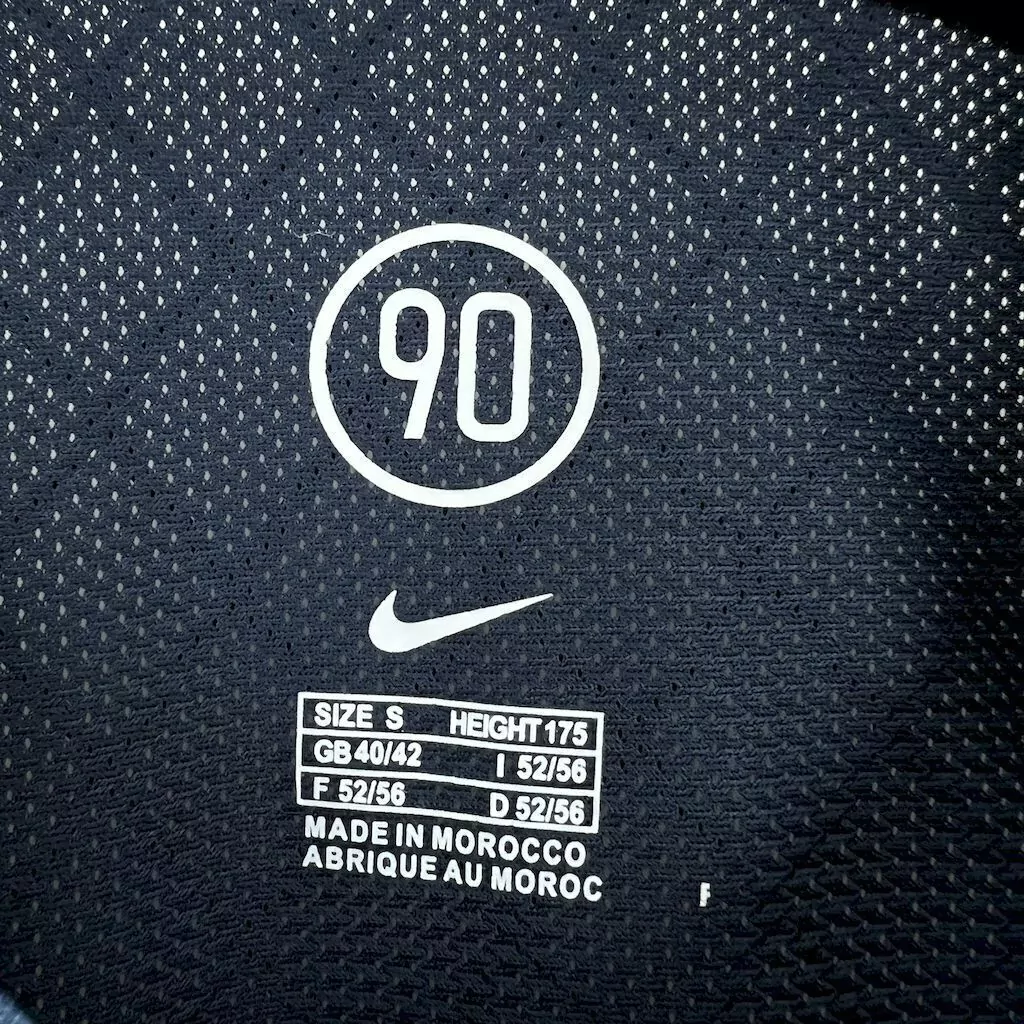 90
SIZE S HEIGHT 175
GB 40/42 I 52/56
F 52/56 D 52/56
MADE IN MOROCCO
ABRIQUE AU MOROC
F